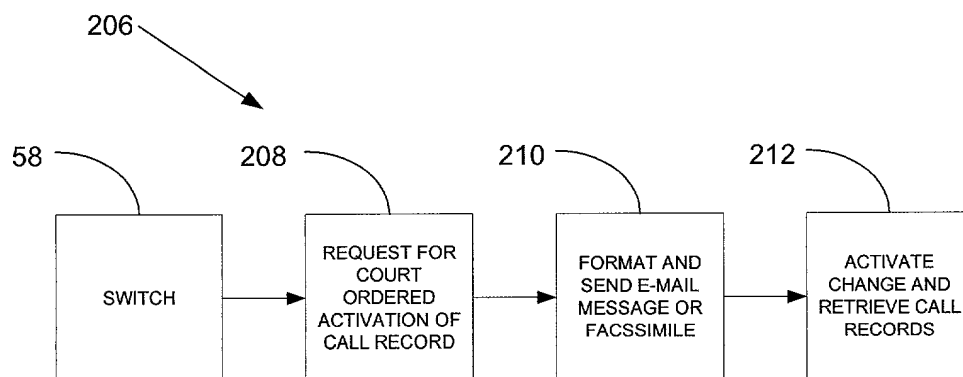 206
58
208
210
212
SWITCH
REQUEST FOR
COURT
ORDERED
ACTIVATION OF
CALL RECORD
FORMAT AND
SEND E-MAIL
MESSAGE OR
FACSSIMILE
ACTIVATE
CHANGE AND
RETRIEVE CALL
RECORDS